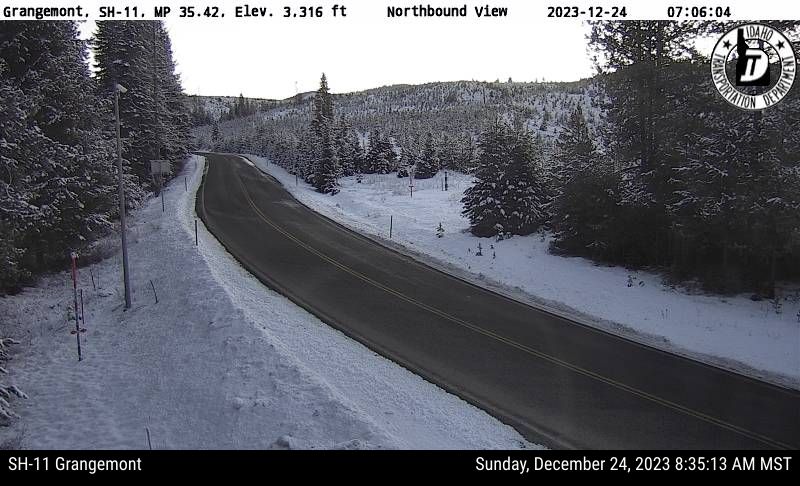 Grangemont, SH-11, MP 35.42, Elev. 3,316 ft Northbound View 2023-12-24 07:06:04
IDAHO
TRANSPORTATION DEPARTMENT
SH-11 Grangemont Sunday, December 24, 2023 8:35:13 AM MST